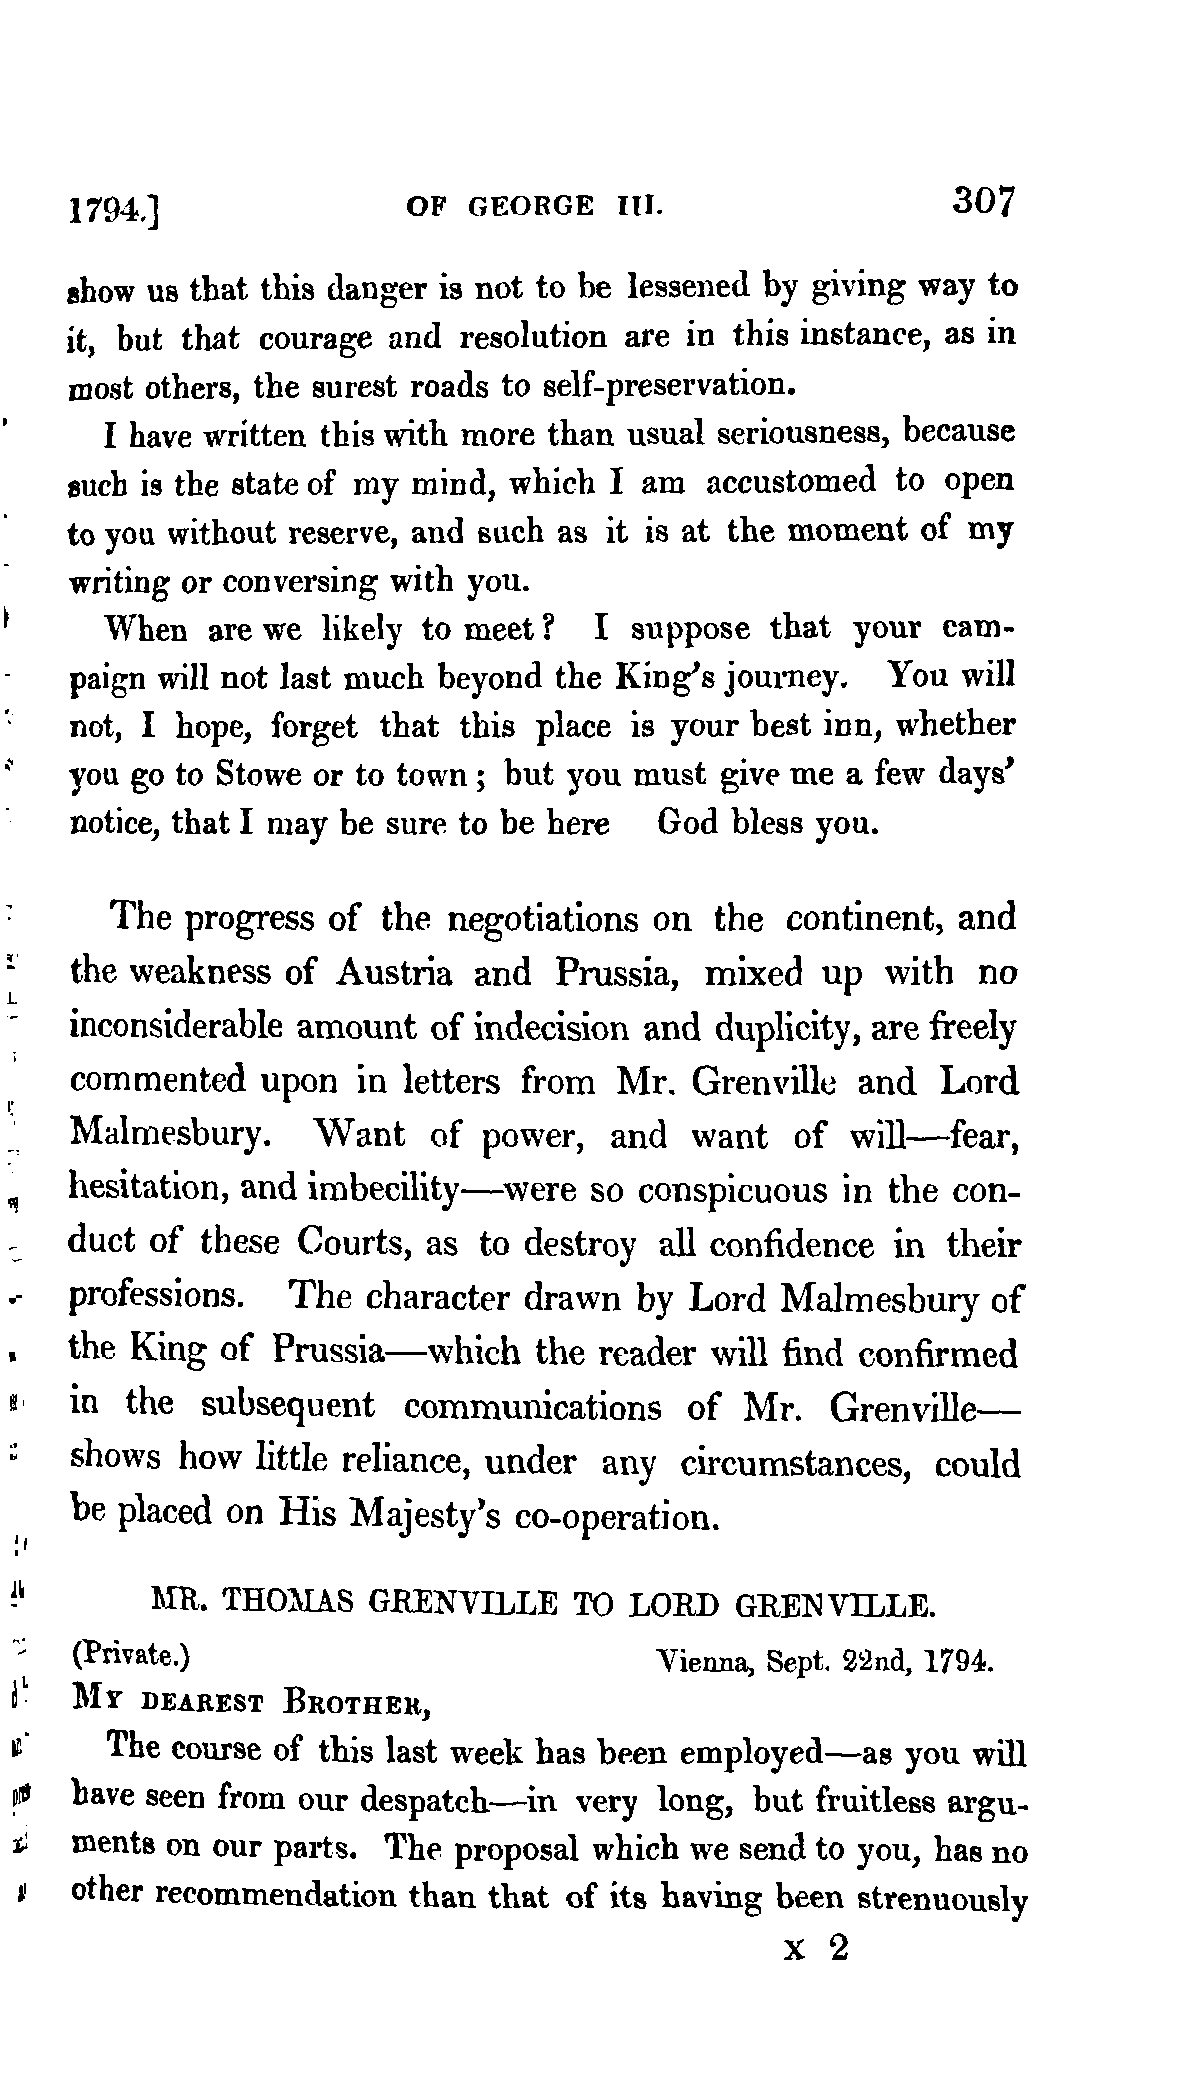 1794.] OF GEORGE III. 307
show us that this danger is not to be lessened by giving way to
it, but that courage and resolution are in this instance, as in
most others, the surest roads to self-preservation.
I have written this with more than usual seriousness, because
such is the state of my mind, which I am accustomed to open
to you without reserve, and such as it is at the moment of my
writing or conversing with you.
When are we likely to meet? I suppose that your cam-
paign will not last much beyond the King's journey. You will
not, I hope, forget that this place is your best inn, whether
you go to Stowe or to town; but you must give me a few days'
notice, that I may be sure to be here God bless you.
The progress of the negotiations on the continent, and
the weakness of Austria and Prussia, mixed up with no
inconsiderable amount of indecision and duplicity, are freely
commented upon in letters from Mr. Grenville and Lord
Malmesbury. Want of power, and want of will—fear,
hesitation, and imbecility—were so conspicuous in the con-
duct of these Courts, as to destroy all confidence in their
professions. The character drawn by Lord Malmesbury of
the King of Prussia—which the reader will find confirmed
in the subsequent communications of Mr. Grenville—
shows how little reliance, under any circumstances, could
be placed on His Majesty's co-operation.
MR. THOMAS GRENVILLE TO LORD GRENVILLE.
(Private.) Vienna, Sept. 22nd, 1794.
MY DEAREST BROTHER,
The course of this last week has been employed—as you will
have seen from our despatch—in very long, but fruitless argu-
ments on our parts. The proposal which we send to you, has no
other recommendation than that of its having been strenuously
X 2